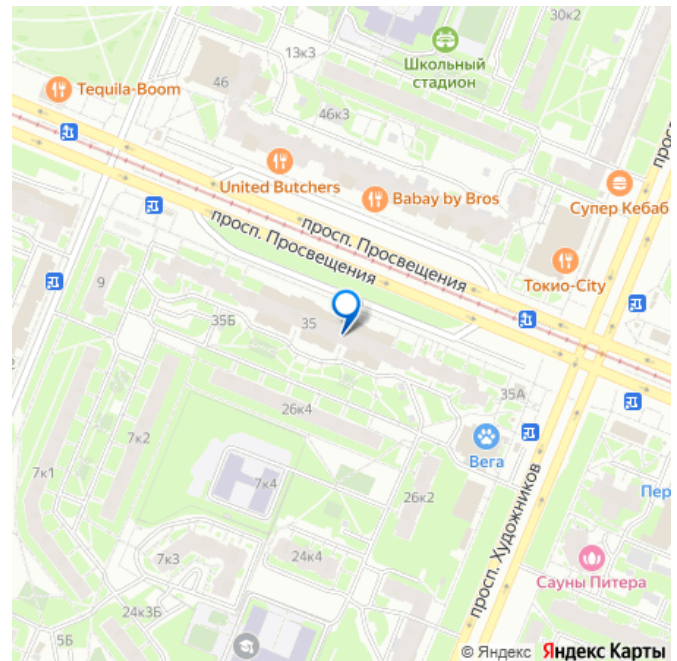 30к2
13к3
Школьный
стадион
Tequila-Boom
46
46к3
просп
United Butchers
Babay by Bros
Супер Кебаб
просп. Просвещения
просп. Просвещения
Токио-City
9
35Б
35
35А
26к4
Вега
7к2
7к1
7к4
26к2
Пер
просп. Художников
7к3
24к4
Сауны Питера
24к3Б
5Б
© Яндекс Яндекс Карты